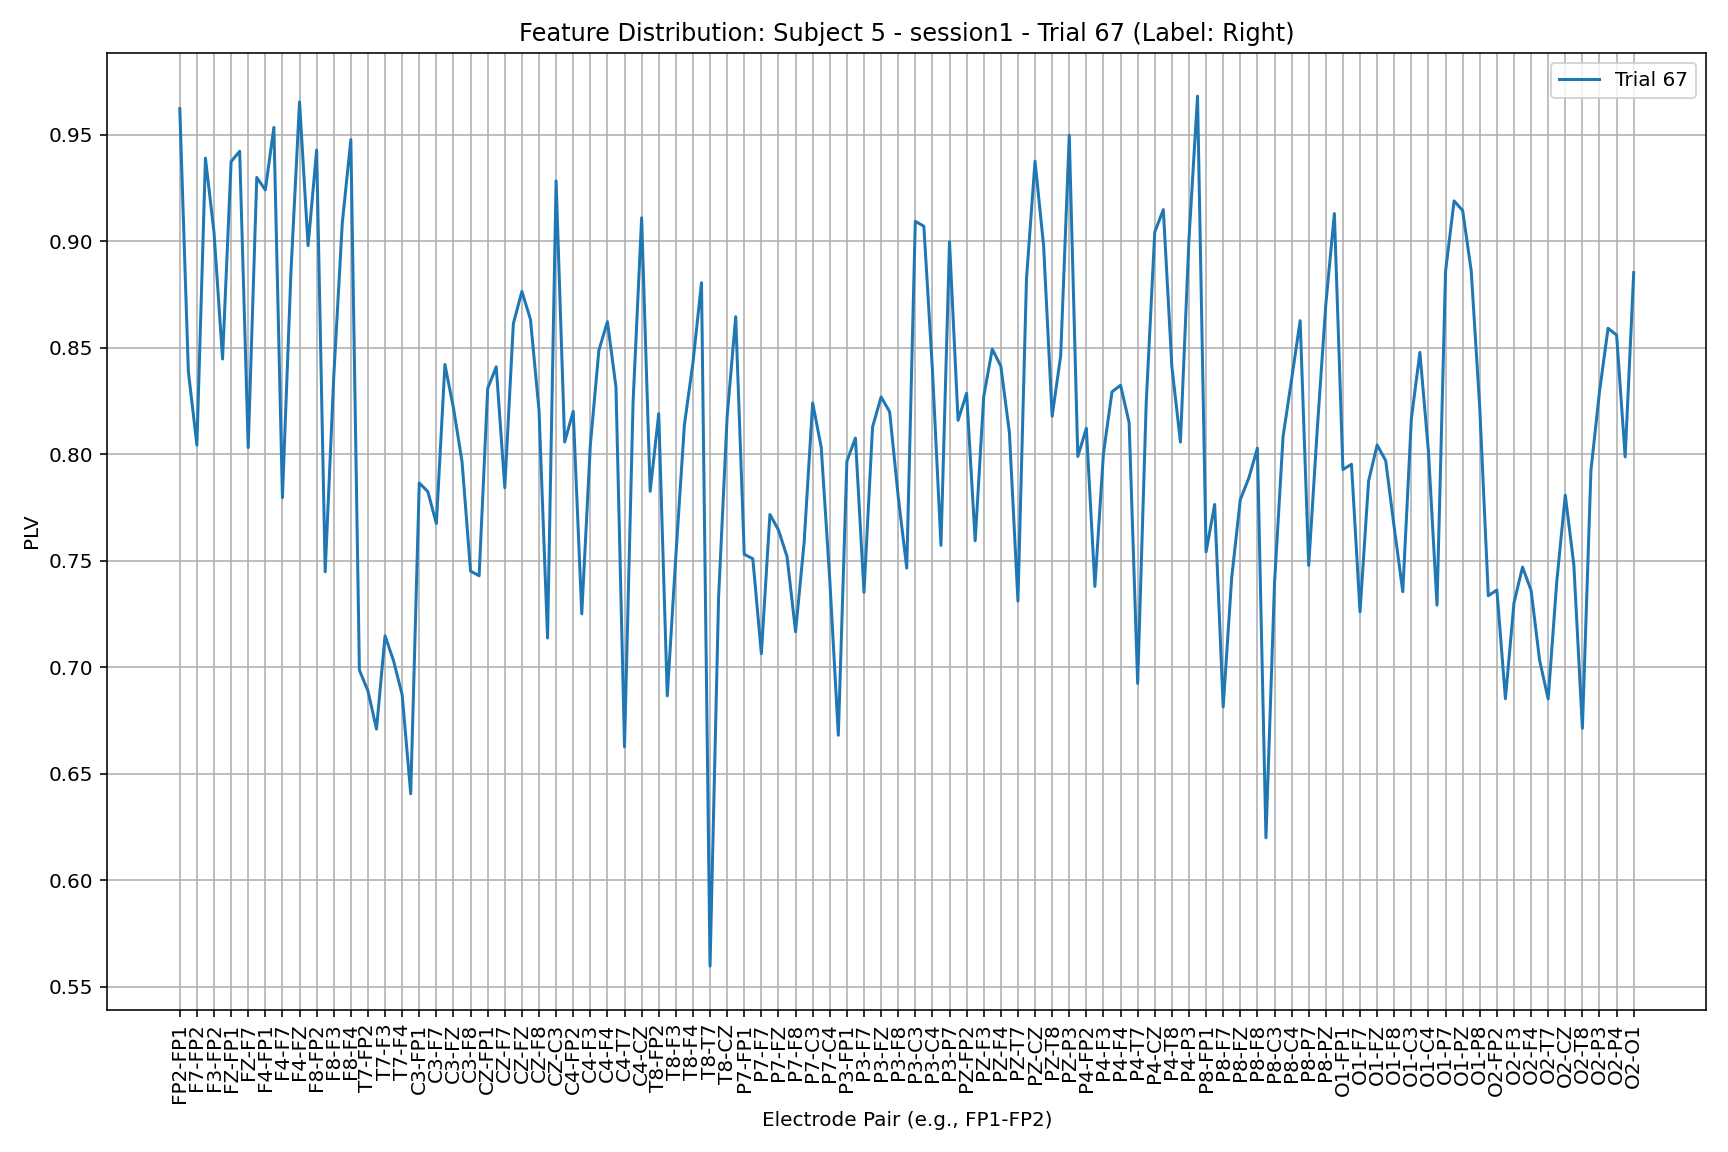 Feature Distribution: Subject 5 - session1 - Trial 67 (Label: Right)
Trial 67
0.95
0.90
0.85
0.80
0.75
0.70
0.65
0.60
0.55
PLV
FP2-FP1
F7-FP2
F3-FP2
FZ-FP1
FZ-F7
F4-FP1
F4-F7
F4-FZ
F8-FP2
F8-F3
F8-F4
T7-FP2
T7-F3
T7-F4
C3-FP1
C3-F7
C3-FZ
C3-F8
CZ-FP1
CZ-F7
CZ-FZ
CZ-F8
CZ-C3
C4-FP2
C4-F3
C4-F4
C4-T7
C4-CZ
T8-FP2
T8-F3
T8-F4
T8-T7
T8-CZ
P7-FP1
P7-F7
P7-FZ
P7-F8
P7-C3
P7-C4
P3-FP1
P3-F7
P3-FZ
P3-F8
P3-C3
P3-C4
P3-P7
PZ-FP2
PZ-F3
PZ-F4
PZ-T7
PZ-CZ
PZ-T8
PZ-P3
P4-FP2
P4-F3
P4-F4
P4-T7
P4-CZ
P4-T8
P4-P3
P8-FP1
P8-F7
P8-FZ
P8-F8
P8-C3
P8-C4
P8-P7
P8-PZ
O1-FP1
O1-F7
O1-FZ
O1-F8
O1-C3
O1-C4
O1-P7
O1-PZ
O1-P8
O2-FP2
O2-F3
O2-F4
O2-T7
O2-CZ
O2-T8
O2-P3
O2-P4
O2-O1
Electrode Pair (e.g., FP1-FP2)